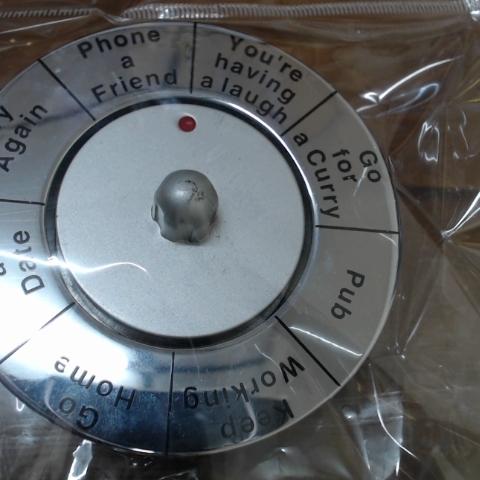 Phone
a
Friend
You're
having
a laugh
Go
for
a Curry
Pub
Keep
Working
Go
Home
Date
Again